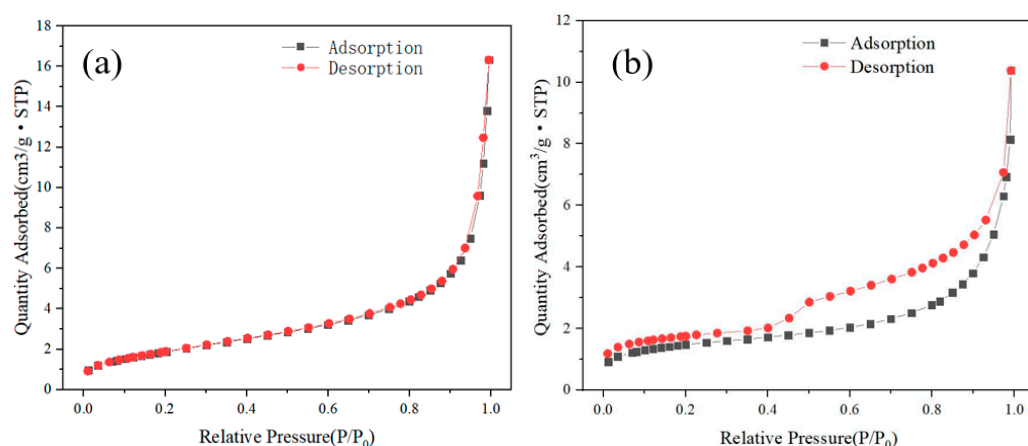 (a)
Adsorption
Desorption
Quantity Adsorbed(cm3/g • STP)
18
16
14
12
10
8
6
4
2
0
0.0 0.2 0.4 0.6 0.8 1.0
Relative Pressure(P/P₀)
(b)
Adsorption
Desorption
Quantity Adsorbed(cm³/g • STP)
12
10
8
6
4
2
0
0.0 0.2 0.4 0.6 0.8 1.0
Relative Pressure(P/P₀)